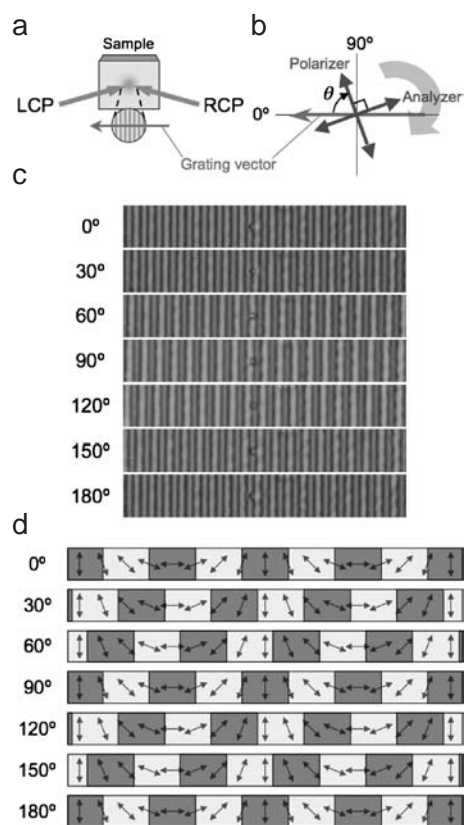 a
Sample
LCP
RCP
Grating vector
b
90º
Polarizer
θ
Analyzer
0º
c
0º
30º
60º
90º
120º
150º
180º
d
0º
30º
60º
90º
120º
150º
180º